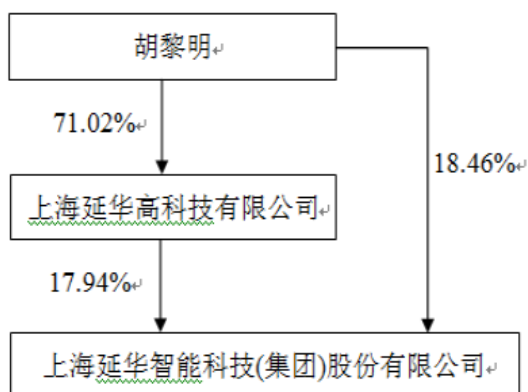 胡黎明
71.02%
18.46%
上海延华高科技有限公司
17.94%
上海延华智能科技(集团)股份有限公司